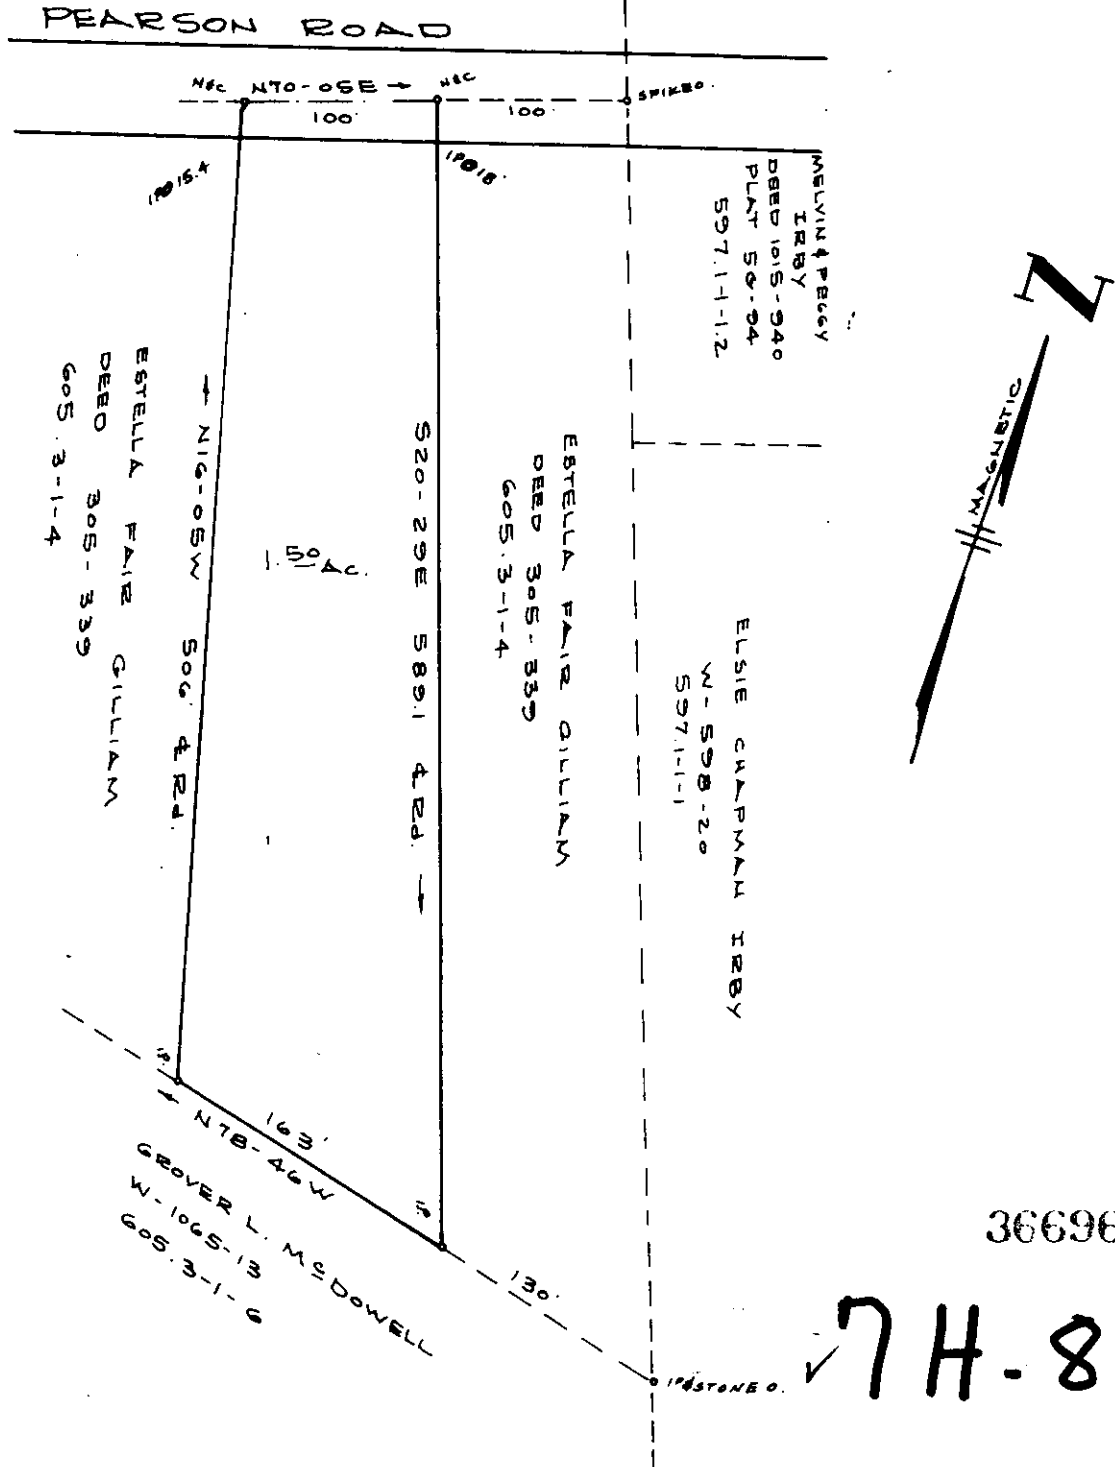 PEARSON ROAD
N&C N70-05E → N&C
100'
100'
SPIKE O.
IP@15.4
IP@18'
MELVIN & PEGGY
IRBY
DEED 1015-940
PLAT 56-94
597.1-1-1.2
N
MAGNETIC
ESTELLA FAIR GILLIAM
DEED 305-339
605.3-1-4
← N16-05W 506' ℄ Rd.
1.50 Ac.
S20-29E 589.1 ℄ Rd. →
ESTELLA FAIR GILLIAM
DEED 305-339
605.3-1-4
ELSIE CHAPMAN IRBY
W-598-20
597.1-1-1
IP.
163'
← N78-46W
IP
GROVER L. McDOWELL
W-1065-13
605.3-1-6
130'
IP&STONE O.
36696
✓ 7H-8